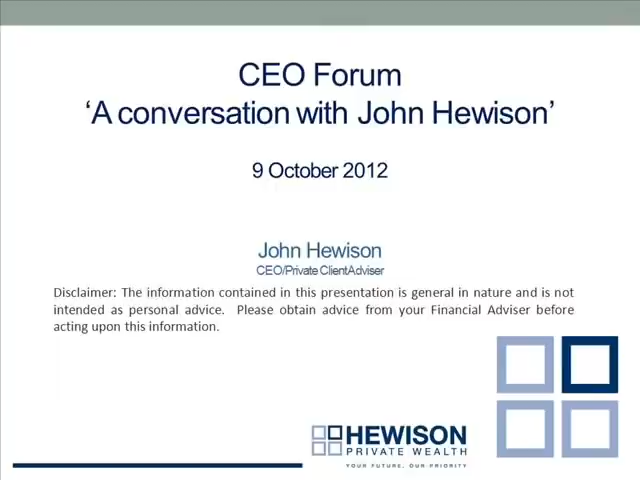 CEO Forum
‘A conversation with John Hewison’
9 October 2012
John Hewison
CEO/Private Client Adviser
Disclaimer: The information contained in this presentation is general in nature and is not
intended as personal advice. Please obtain advice from your Financial Adviser before
acting upon this information.
HEWISON
PRIVATE WEALTH
YOUR FUTURE, OUR PRIORITY